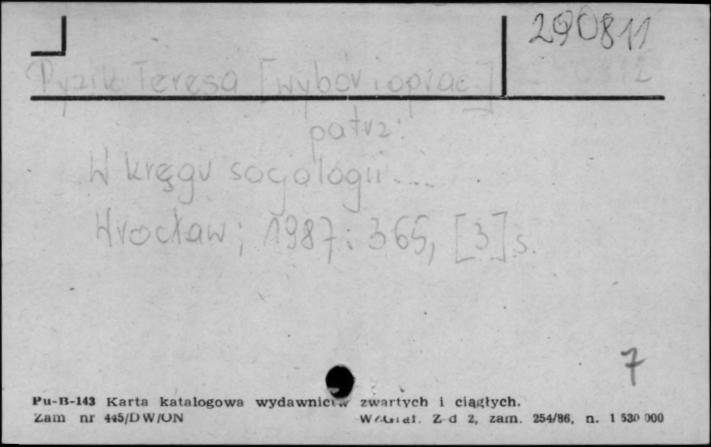 290811
Pyzik Teresa [wybór i oprac.]
patrz:
W kręgu socjologii...
Wrocław; 1987: 365, [3] s.
7
Pu-B-143 Karta katalogowa wydawnictw zwartych i ciągłych.
Zam nr 445/DW/UN W. Z-d 2, zam. 254/86, n. 1 530 000